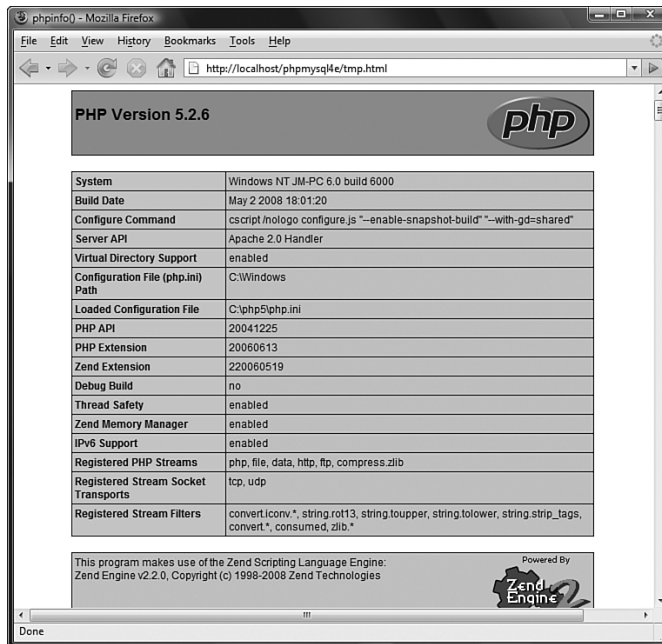 phpinfo() - Mozilla Firefox
File Edit View History Bookmarks Tools Help
http://localhost/phpmysql4e/tmp.html
PHP Version 5.2.6
php
System Windows NT JM-PC 6.0 build 6000
Build Date May 2 2008 18:01:20
Configure Command cscript /nologo configure.js "--enable-snapshot-build" "--with-gd=shared"
Server API Apache 2.0 Handler
Virtual Directory Support enabled
Configuration File (php.ini) Path C:\Windows
Loaded Configuration File C:\php5\php.ini
PHP API 20041225
PHP Extension 20060613
Zend Extension 220060519
Debug Build no
Thread Safety enabled
Zend Memory Manager enabled
IPv6 Support enabled
Registered PHP Streams php, file, data, http, ftp, compress.zlib
Registered Stream Socket Transports tcp, udp
Registered Stream Filters convert.iconv.*, string.rot13, string.toupper, string.tolower, string.strip_tags,
convert.*, consumed, zlib.*
This program makes use of the Zend Scripting Language Engine:
Zend Engine v2.2.0, Copyright (c) 1998-2008 Zend Technologies
Powered By
Zend
Engine 2
Done